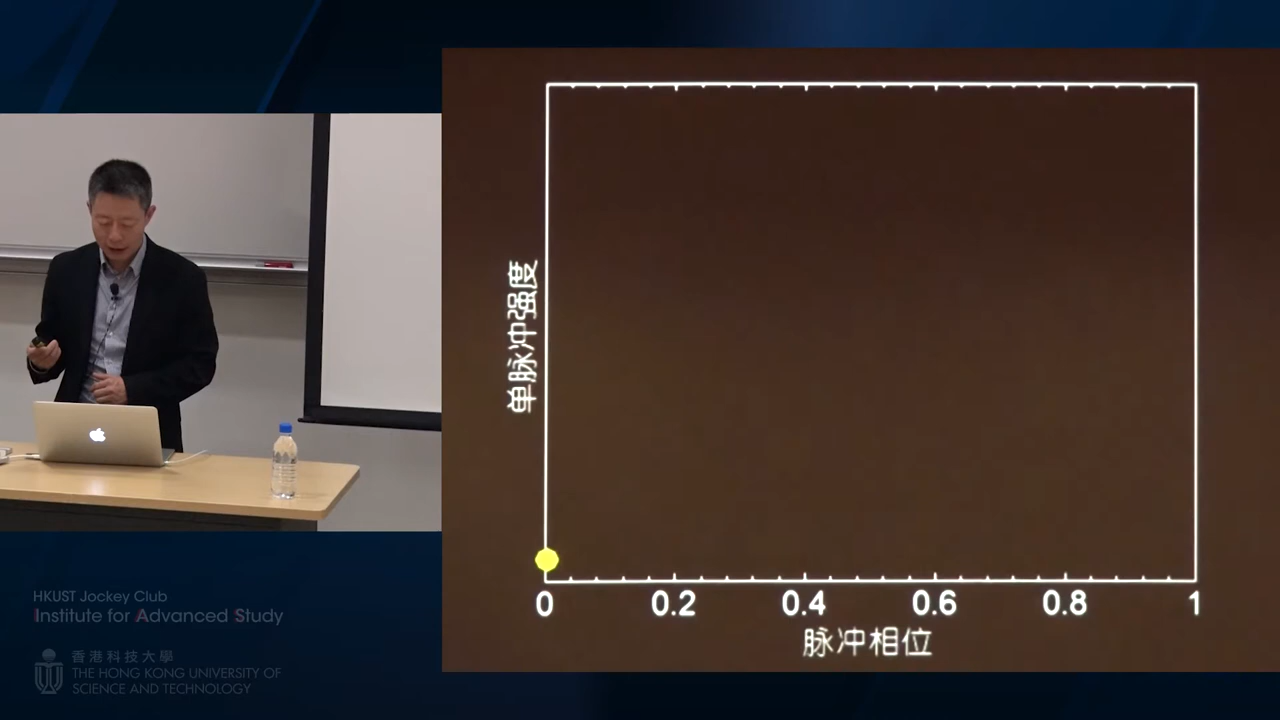 单脉冲强度
0 0.2 0.4 0.6 0.8 1
脉冲相位
HKUST Jockey Club
Institute for Advanced Study
香港科技大學
THE HONG KONG UNIVERSITY OF
SCIENCE AND TECHNOLOGY